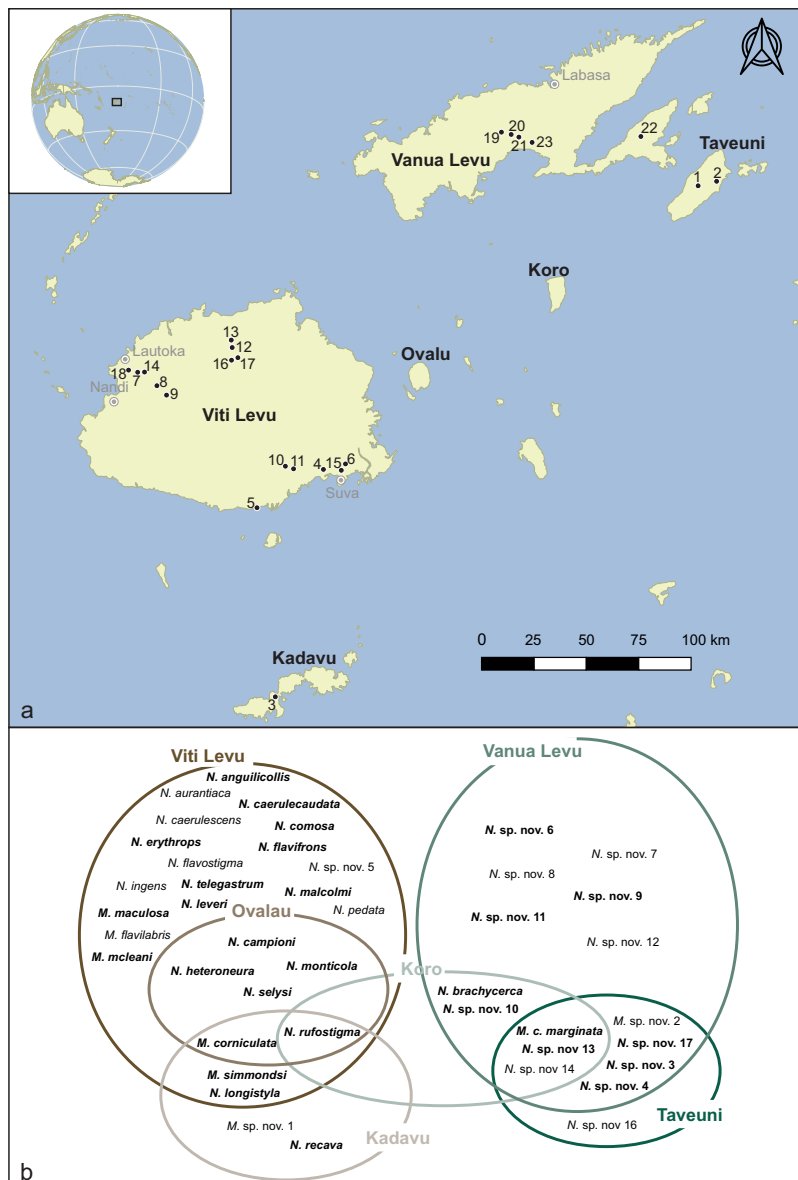 Labasa
20
19
21
23
Vanua Levu
22
Taveuni
1
2
Koro
13
12
16
17
Lautoka
18
7
14
8
9
Nandi
Ovalu
Viti Levu
10
11
4
15
6
Suva
5
0 25 50 75 100 km
Kadavu
3
a
Viti Levu
Vanua Levu
N. anguilicollis
N. aurantiaca
N. caerulecaudata
N. caerulescens
N. comosa
N. erythrops
N. flavifrons
N. flavostigma
N. sp. nov. 5
N. ingens
N. telegastrum
N. malcolmi
N. leveri
M. maculosa
N. pedata
M. flavilabris
M. mcleani
Ovalau
N. campioni
N. heteroneura
N. monticola
N. selysi
N. rufostigma
M. corniculata
M. simmondsi
N. longistyla
M. sp. nov. 1
Kadavu
N. recava
N. sp. nov. 6
N. sp. nov. 7
N. sp. nov. 8
N. sp. nov. 9
N. sp. nov. 11
N. sp. nov. 12
Koro
N. brachycerca
N. sp. nov. 10
M. c. marginata
N. sp. nov 13
N. sp. nov 14
M. sp. nov. 2
N. sp. nov. 17
N. sp. nov. 3
N. sp. nov. 4
Taveuni
N. sp. nov 16
b